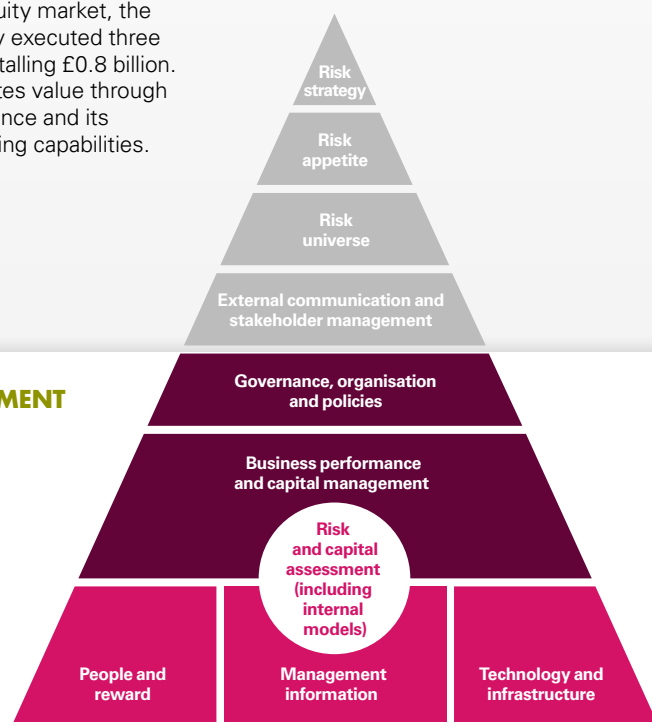 uity market, the
y executed three
talling £0.8 billion.
tes value through
nce and its
ing capabilities.
Risk
strategy
Risk
appetite
Risk
universe
External communication and
stakeholder management
MENT
Governance, organisation
and policies
Business performance
and capital management
Risk
and capital
assessment
(including
internal
models)
People and
reward
Management
information
Technology and
infrastructure